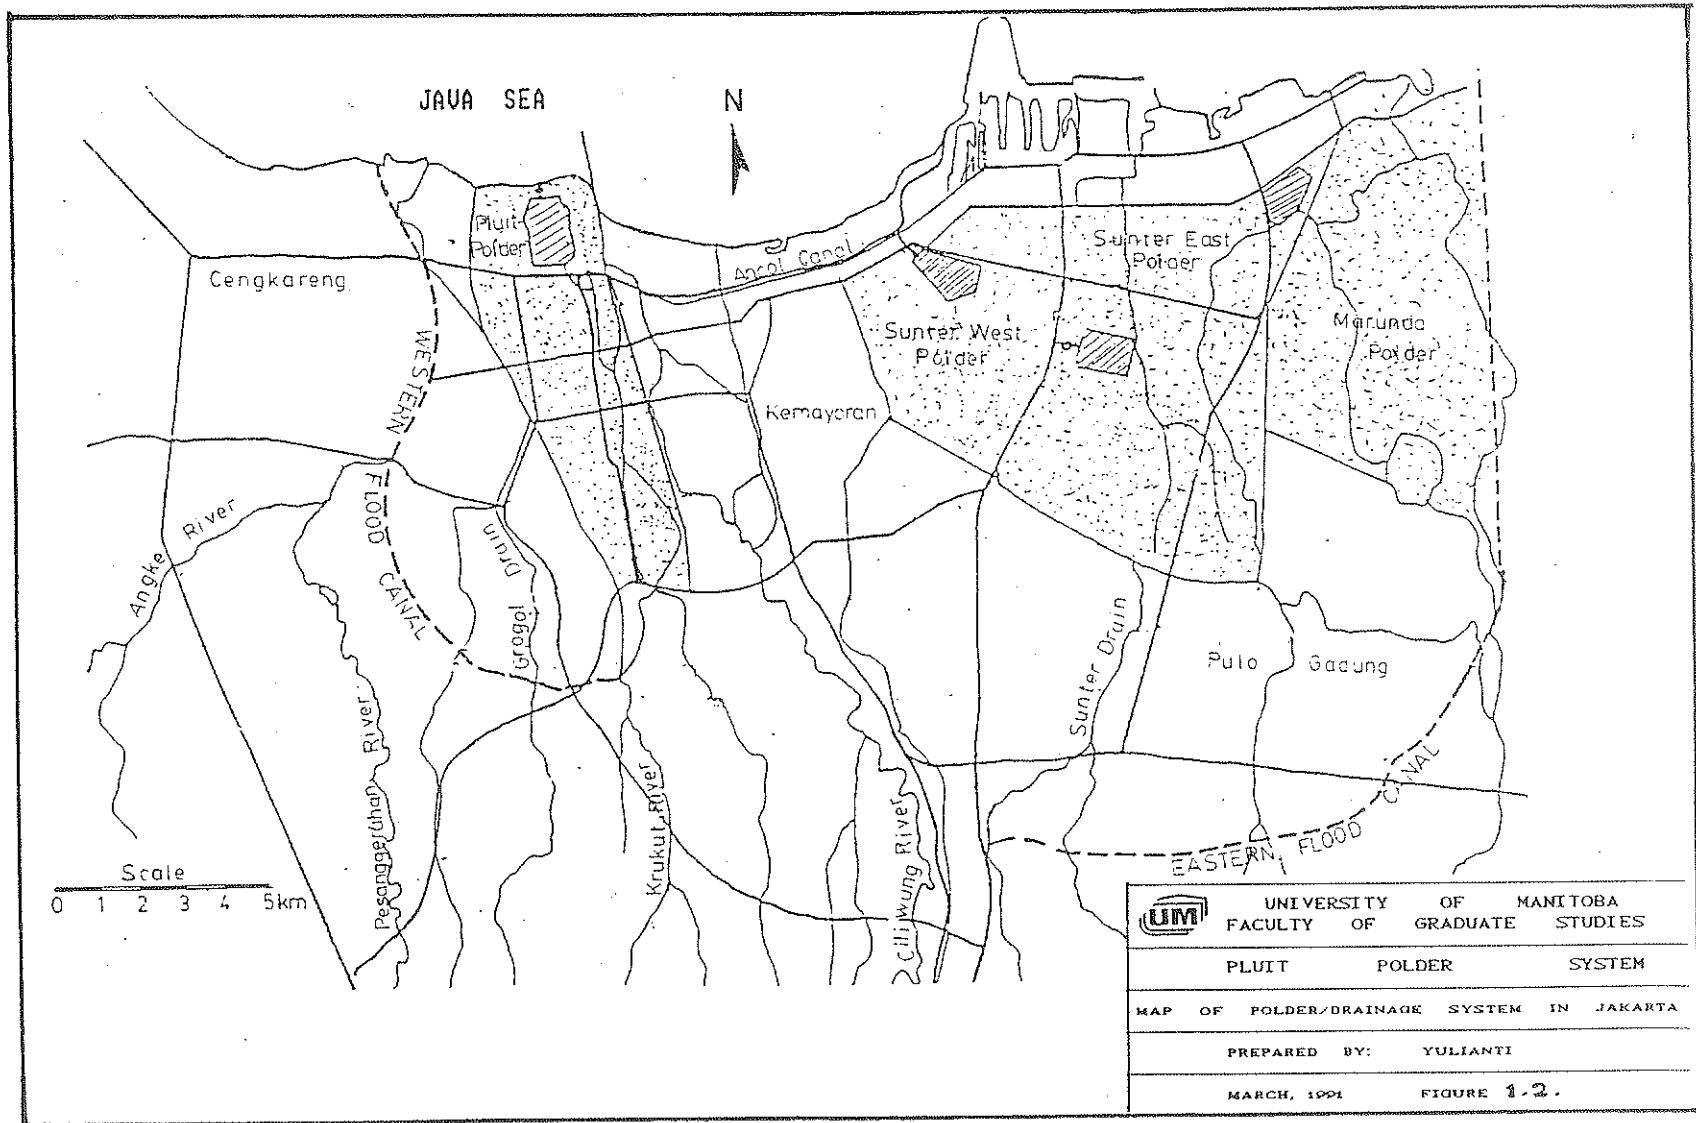 JAVA SEA
N
Pluit
Polder
Cengkareng
Ancol Canal
Sunter East
Polder
Sunter West
Polder
Marunda
Polder
Kemayoran
WESTERN
FLOOD
CANAL
Angke River
Grogol Drain
Pesanggeruhan River
Krukut River
Ciliwung River
Sunter Drain
Pulo Gadung
EASTERN FLOOD CANAL
Scale
0 1 2 3 4 5km
UM
UNIVERSITY OF MANITOBA
FACULTY OF GRADUATE STUDIES
PLUIT POLDER SYSTEM
MAP OF POLDER/DRAINAGE SYSTEM IN JAKARTA
PREPARED BY: YULIANTI
MARCH, 1991 FIGURE 1.2.